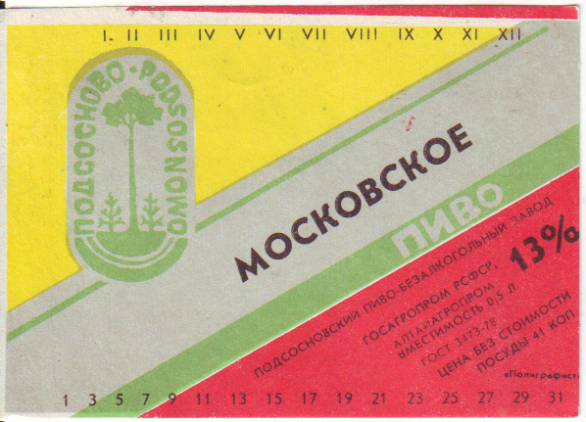 I II III IV V VI VII VIII IX X XI XII
ПОДСОСНОВО · PODSOSNOWO
МОСКОВСКОЕ
ПИВО
13%
ПОДСОСНОВСКИЙ ПИВО-БЕЗАЛКОГОЛЬНЫЙ ЗАВОД
ГОСАГРОПРОМ РСФСР,
АЛТАЙАГРОПРОМ
ВМЕСТИМОСТЬ 0,5 Л
ГОСТ 3473-78
ЦЕНА БЕЗ СТОИМОСТИ
ПОСУДЫ 41 КОП
«Полиграфист
1 3 5 7 9 11 13 15 17 19 21 23 25 27 29 31